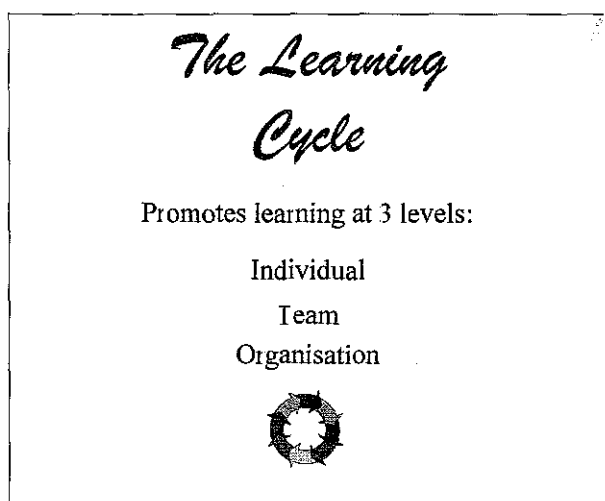 The Learning
Cycle
Promotes learning at 3 levels:
Individual
Team
Organisation